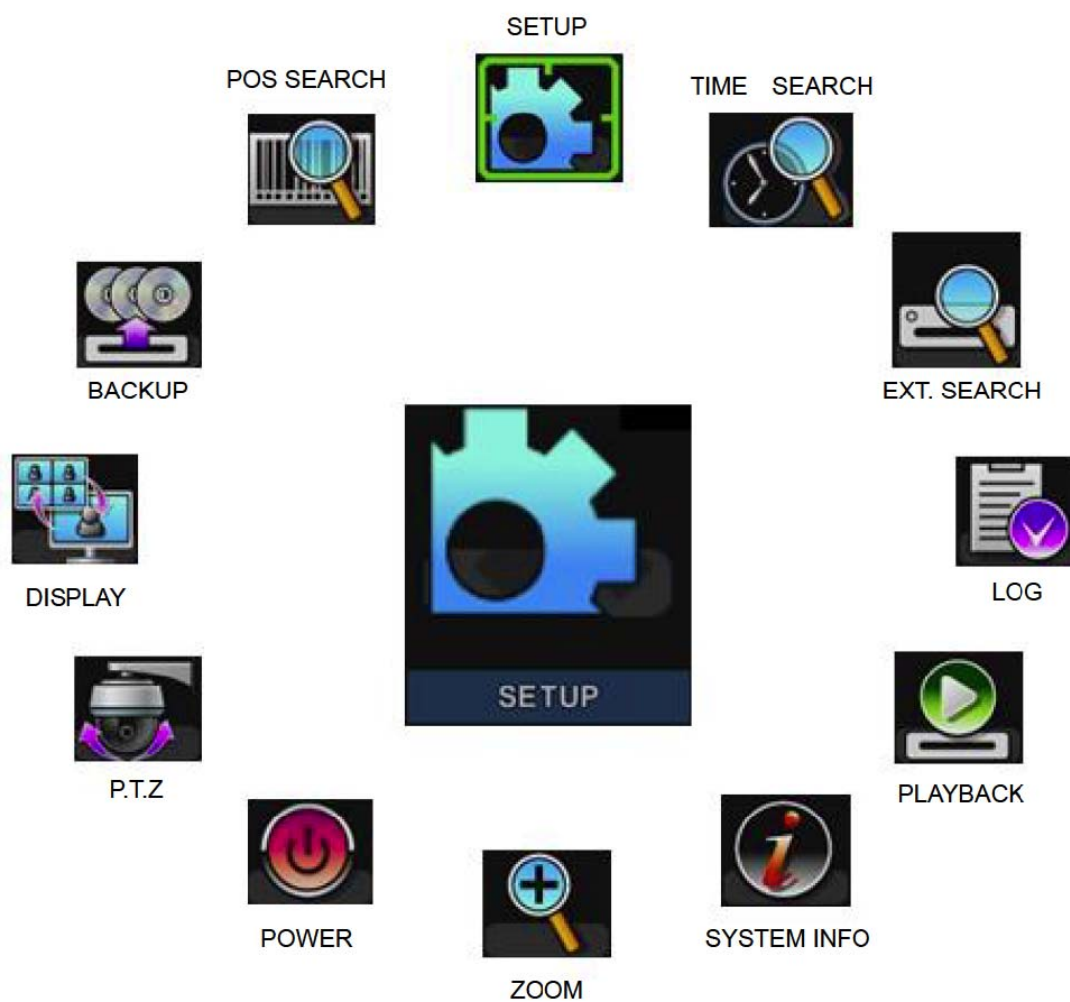 SETUP
POS SEARCH
TIME SEARCH
BACKUP
EXT. SEARCH
DISPLAY
LOG
SETUP
P.T.Z
PLAYBACK
POWER
SYSTEM INFO
ZOOM